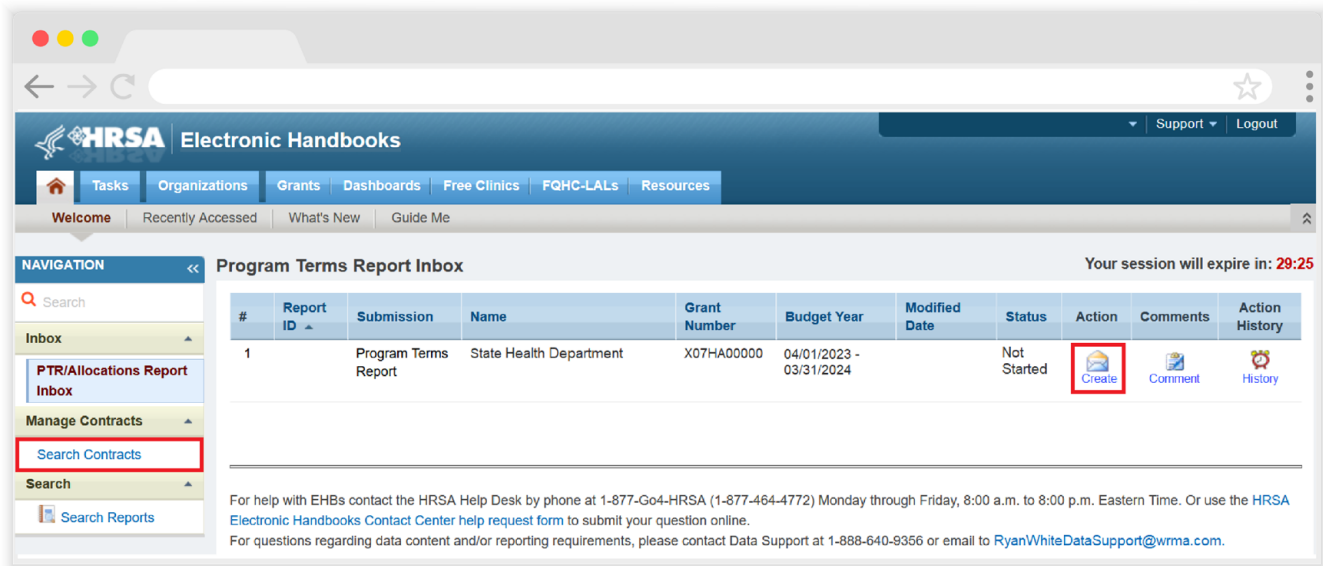 HRSA Electronic Handbooks
Support Logout
Tasks Organizations Grants Dashboards Free Clinics FQHC-LALs Resources
Welcome Recently Accessed What's New Guide Me
NAVIGATION
Search
Inbox
PTR/Allocations Report
Inbox
Manage Contracts
Search Contracts
Search
Search Reports
Program Terms Report Inbox
Your session will expire in: 29:25
# Report ID Submission Name Grant Number Budget Year Modified Date Status Action Comments Action History
1 Program Terms Report State Health Department X07HA00000 04/01/2023 - 03/31/2024 Not Started Create Comment History
For help with EHBs contact the HRSA Help Desk by phone at 1-877-Go4-HRSA (1-877-464-4772) Monday through Friday, 8:00 a.m. to 8:00 p.m. Eastern Time. Or use the HRSA
Electronic Handbooks Contact Center help request form to submit your question online.
For questions regarding data content and/or reporting requirements, please contact Data Support at 1-888-640-9356 or email to RyanWhiteDataSupport@wrma.com.